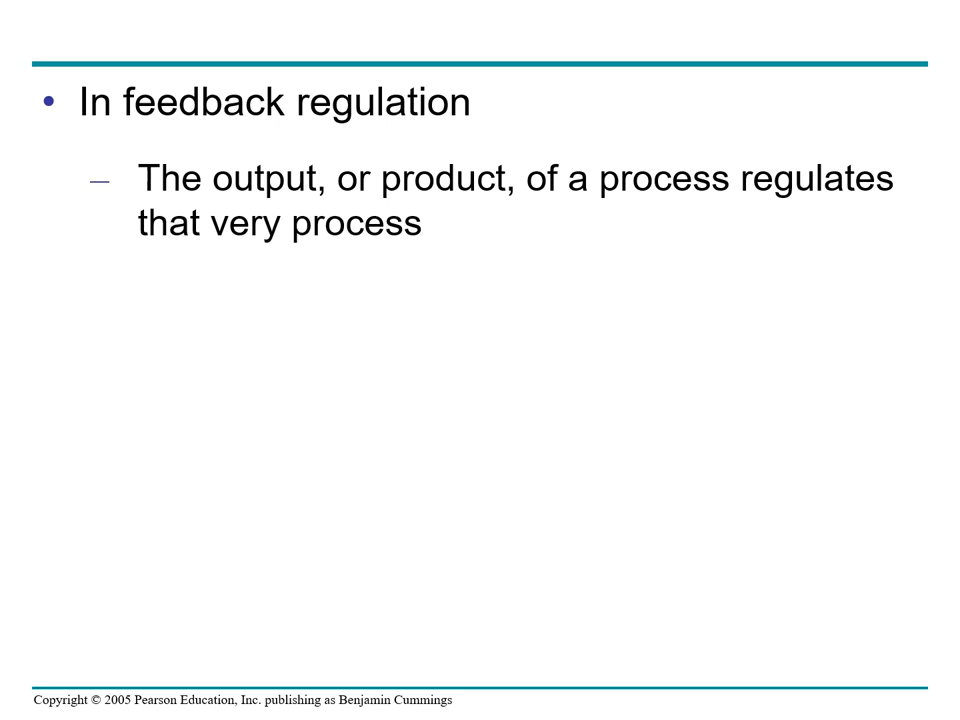 • In feedback regulation
– The output, or product, of a process regulates
that very process
Copyright © 2005 Pearson Education, Inc. publishing as Benjamin Cummings